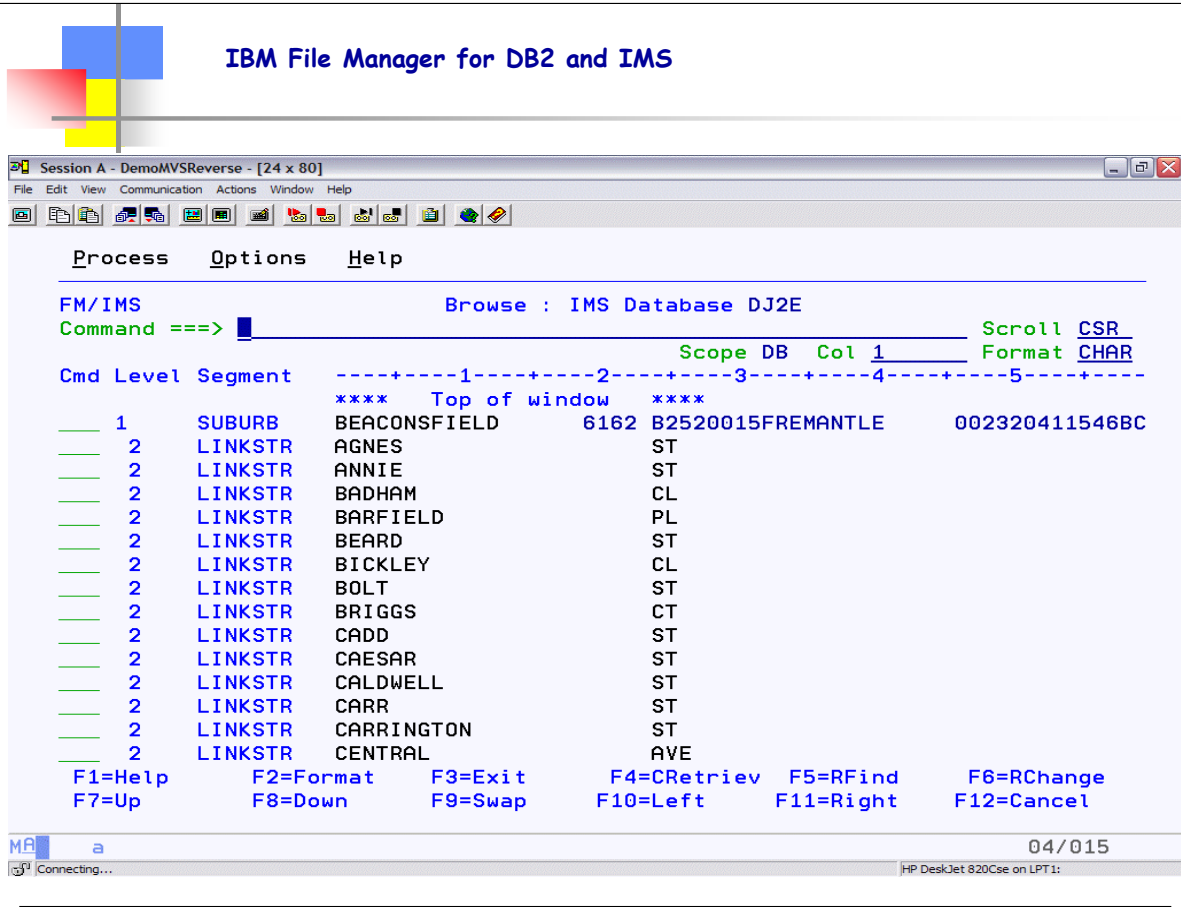 IBM File Manager for DB2 and IMS
Session A - DemoMVSReverse - [24 x 80]
File Edit View Communication Actions Window Help
Process Options Help
FM/IMS Browse : IMS Database DJ2E
Command ===> Scroll CSR
Scope DB Col 1 Format CHAR
Cmd Level Segment ----+----1----+----2----+----3----+----4----+----5----+----
**** Top of window ****
1 SUBURB BEACONSFIELD 6162 B2520015FREMANTLE 002320411546BC
2 LINKSTR AGNES ST
2 LINKSTR ANNIE ST
2 LINKSTR BADHAM CL
2 LINKSTR BARFIELD PL
2 LINKSTR BEARD ST
2 LINKSTR BICKLEY CL
2 LINKSTR BOLT ST
2 LINKSTR BRIGGS CT
2 LINKSTR CADD ST
2 LINKSTR CAESAR ST
2 LINKSTR CALDWELL ST
2 LINKSTR CARR ST
2 LINKSTR CARRINGTON ST
2 LINKSTR CENTRAL AVE
F1=Help F2=Format F3=Exit F4=CRetriev F5=RFind F6=RChange
F7=Up F8=Down F9=Swap F10=Left F11=Right F12=Cancel
MA a 04/015
Connecting... HP DeskJet 820Cse on LPT1: